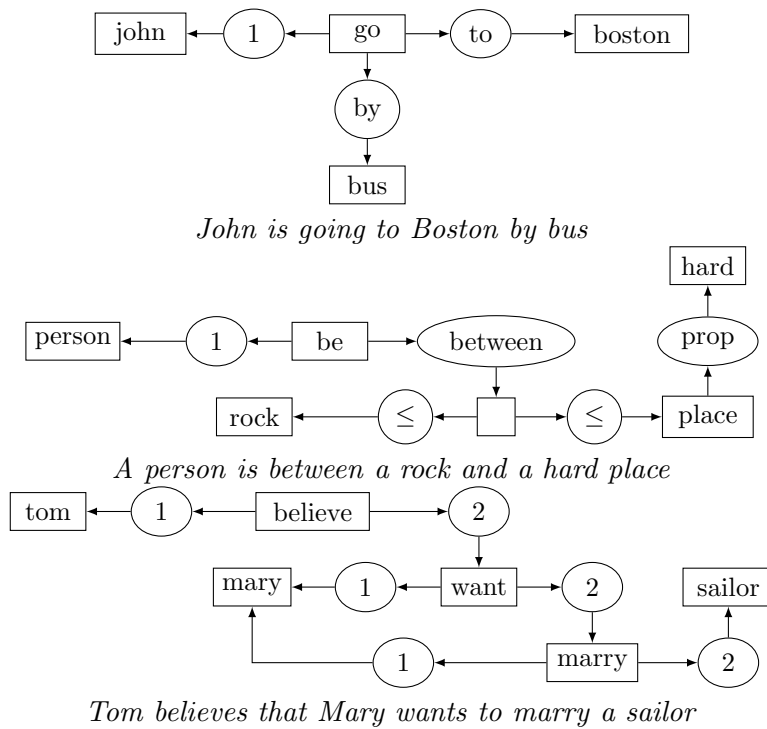 john 1 go to boston
by
bus
John is going to Boston by bus
hard
person 1 be between prop
rock ≤ ≤ place
A person is between a rock and a hard place
tom 1 believe 2
mary 1 want 2 sailor
1 marry 2
Tom believes that Mary wants to marry a sailor